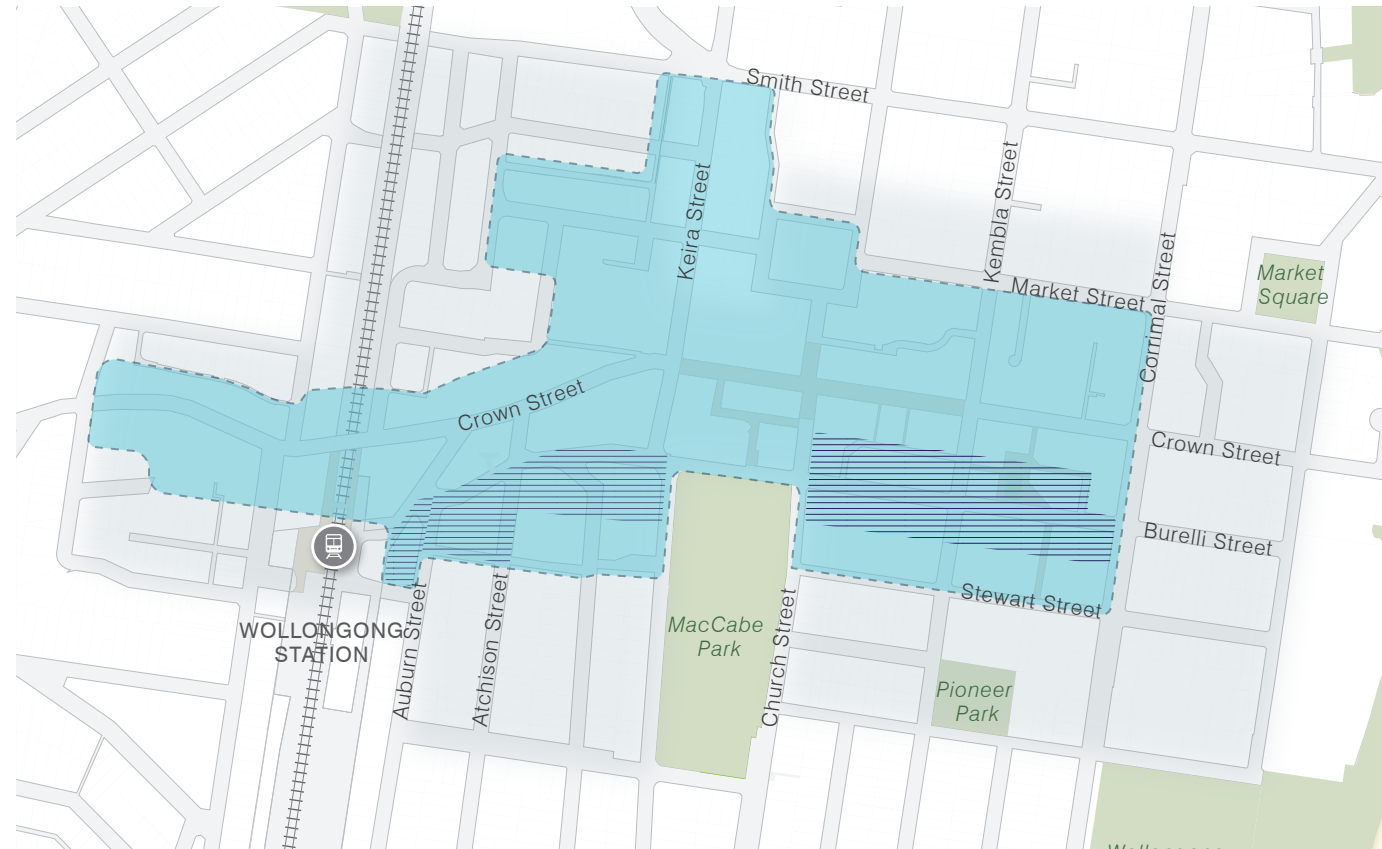 Smith Street
Keira Street
Kembla Street
Corrimal Street
Market
Square
Market Street
Crown Street
Crown Street
Burelli Street
Stewart Street
WOLLONGONG
STATION
Auburn Street
Atchison Street
MacCabe
Park
Church Street
Pioneer
Park